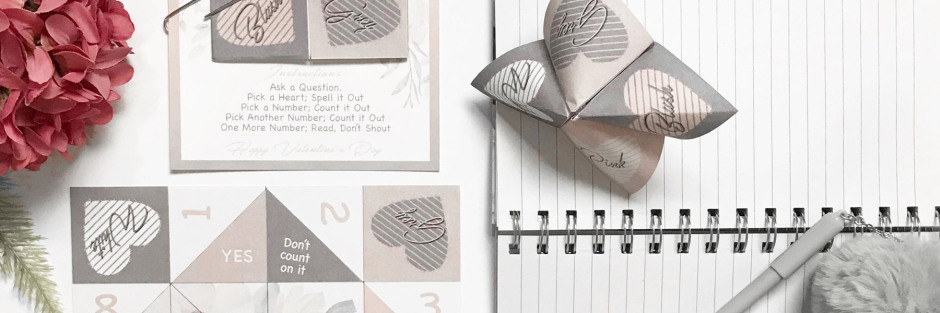 Blush
Grey
Instructions
Ask a Question.
Pick a Heart; Spell it Out
Pick a Number; Count it Out
Pick Another Number; Count it Out
One More Number; Read, Don't Shout
Happy Valentine's Day
White
1
2
Grey
YES
Don't
count
on it
8
3
Grey
White
Blush
Pink